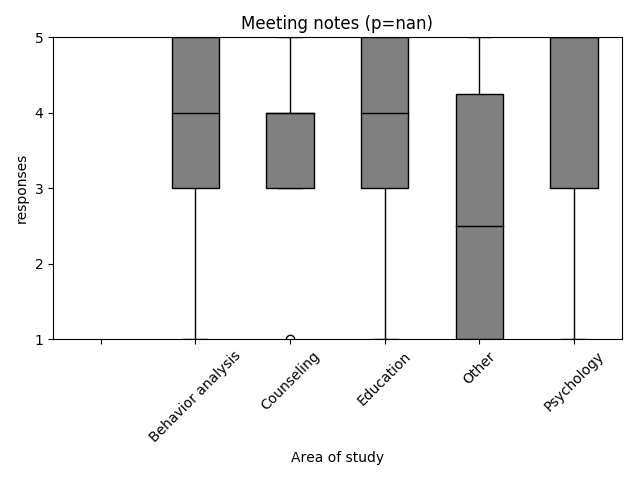 Meeting notes (p=nan)
5
4
3
2
1
responses
Behavior analysis
Counseling
Education
Other
Psychology
Area of study